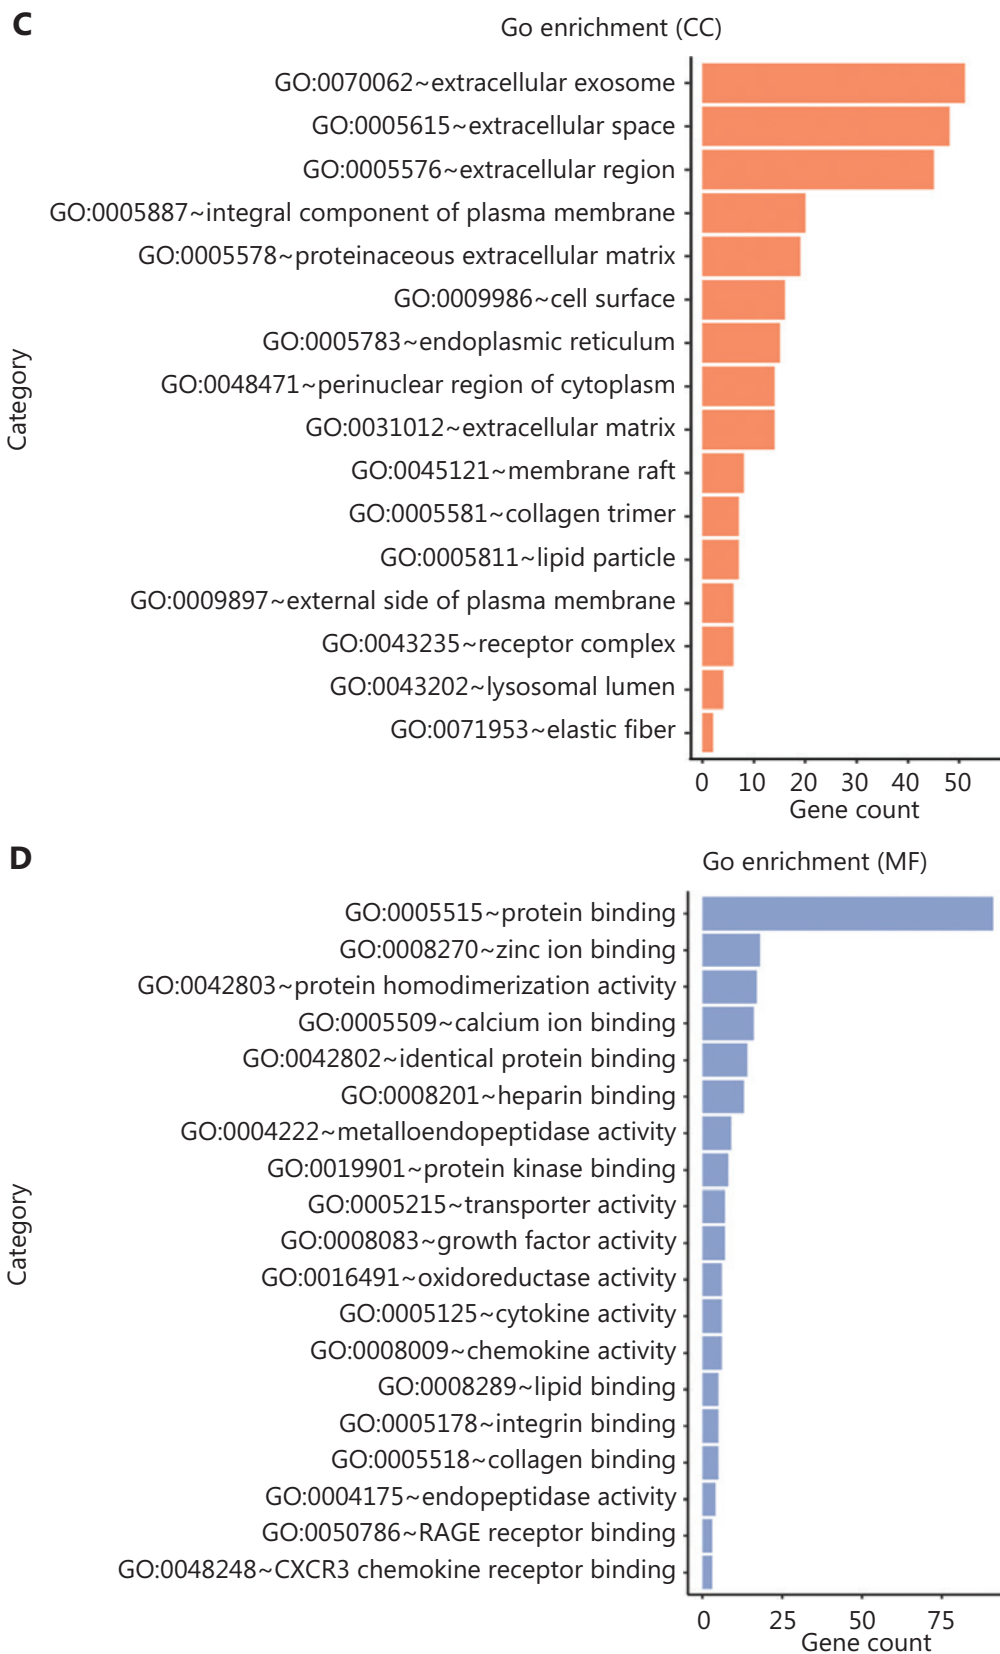 C
Go enrichment (CC)
GO:0070062~extracellular exosome
GO:0005615~extracellular space
GO:0005576~extracellular region
GO:0005887~integral component of plasma membrane
GO:0005578~proteinaceous extracellular matrix
GO:0009986~cell surface
GO:0005783~endoplasmic reticulum
GO:0048471~perinuclear region of cytoplasm
GO:0031012~extracellular matrix
GO:0045121~membrane raft
GO:0005581~collagen trimer
GO:0005811~lipid particle
GO:0009897~external side of plasma membrane
GO:0043235~receptor complex
GO:0043202~lysosomal lumen
GO:0071953~elastic fiber
Category
0 10 20 30 40 50
Gene count
D
Go enrichment (MF)
GO:0005515~protein binding
GO:0008270~zinc ion binding
GO:0042803~protein homodimerization activity
GO:0005509~calcium ion binding
GO:0042802~identical protein binding
GO:0008201~heparin binding
GO:0004222~metalloendopeptidase activity
GO:0019901~protein kinase binding
GO:0005215~transporter activity
GO:0008083~growth factor activity
GO:0016491~oxidoreductase activity
GO:0005125~cytokine activity
GO:0008009~chemokine activity
GO:0008289~lipid binding
GO:0005178~integrin binding
GO:0005518~collagen binding
GO:0004175~endopeptidase activity
GO:0050786~RAGE receptor binding
GO:0048248~CXCR3 chemokine receptor binding
Category
0 25 50 75
Gene count